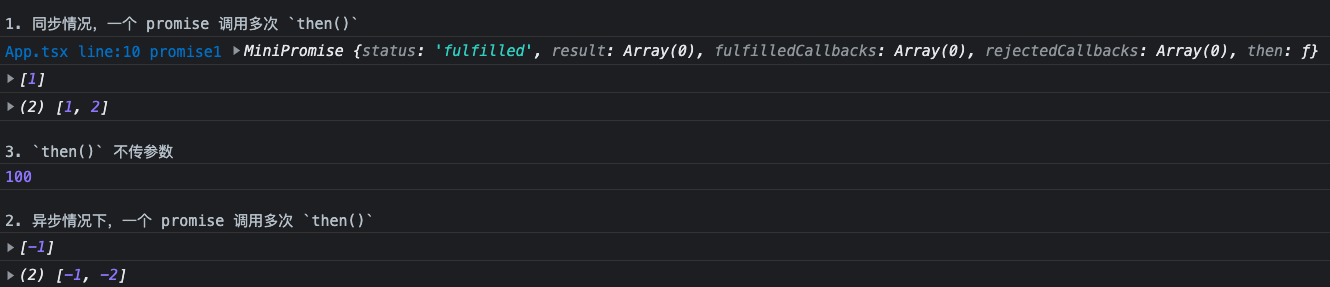 1. 同步情况，一个 promise 调用多次 `then()`
App.tsx line:10 promise1 ▶MiniPromise {status: 'fulfilled', result: Array(0), fulfilledCallbacks: Array(0), rejectedCallbacks: Array(0), then: ƒ}
▶[1]
▶(2) [1, 2]
3. `then()` 不传参数
100
2. 异步情况下，一个 promise 调用多次 `then()`
▶[-1]
▶(2) [-1, -2]